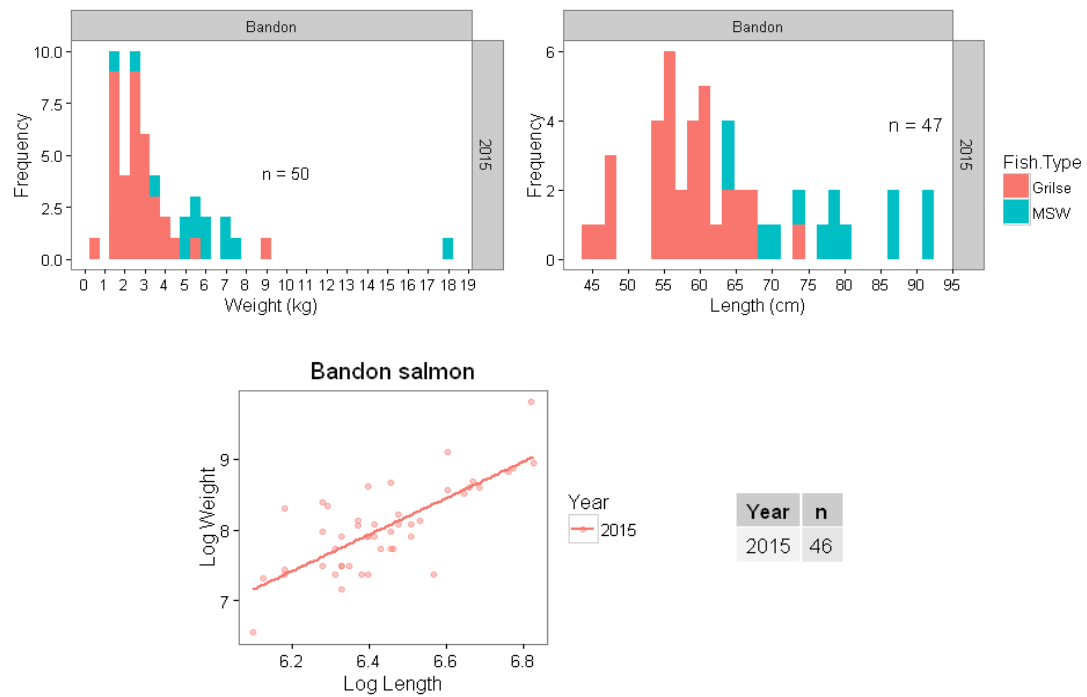 Bandon
10.0
7.5
5.0
2.5
0.0
Frequency
n = 50
2015
0 1 2 3 4 5 6 7 8 9 10 11 12 13 14 15 16 17 18 19
Weight (kg)
Bandon
6
4
2
0
Frequency
n = 47
2015
45 50 55 60 65 70 75 80 85 90 95
Length (cm)
Fish.Type
Grilse
MSW
Bandon salmon
9
8
7
Log Weight
6.2 6.4 6.6 6.8
Log Length
Year
2015
Year n
2015 46